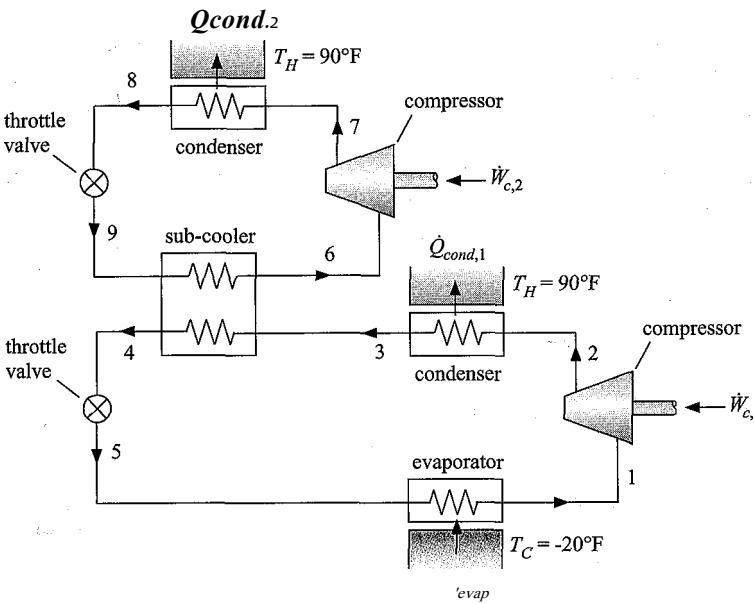 Qcond.2
T_H = 90°F
8
compressor
throttle
valve
7
condenser
Ẇ_c,2
9
sub-cooler
6
Q̇_cond,1
T_H = 90°F
compressor
throttle
valve
4
3
2
condenser
Ẇ_c,
5
evaporator
1
T_C = -20°F
'evap